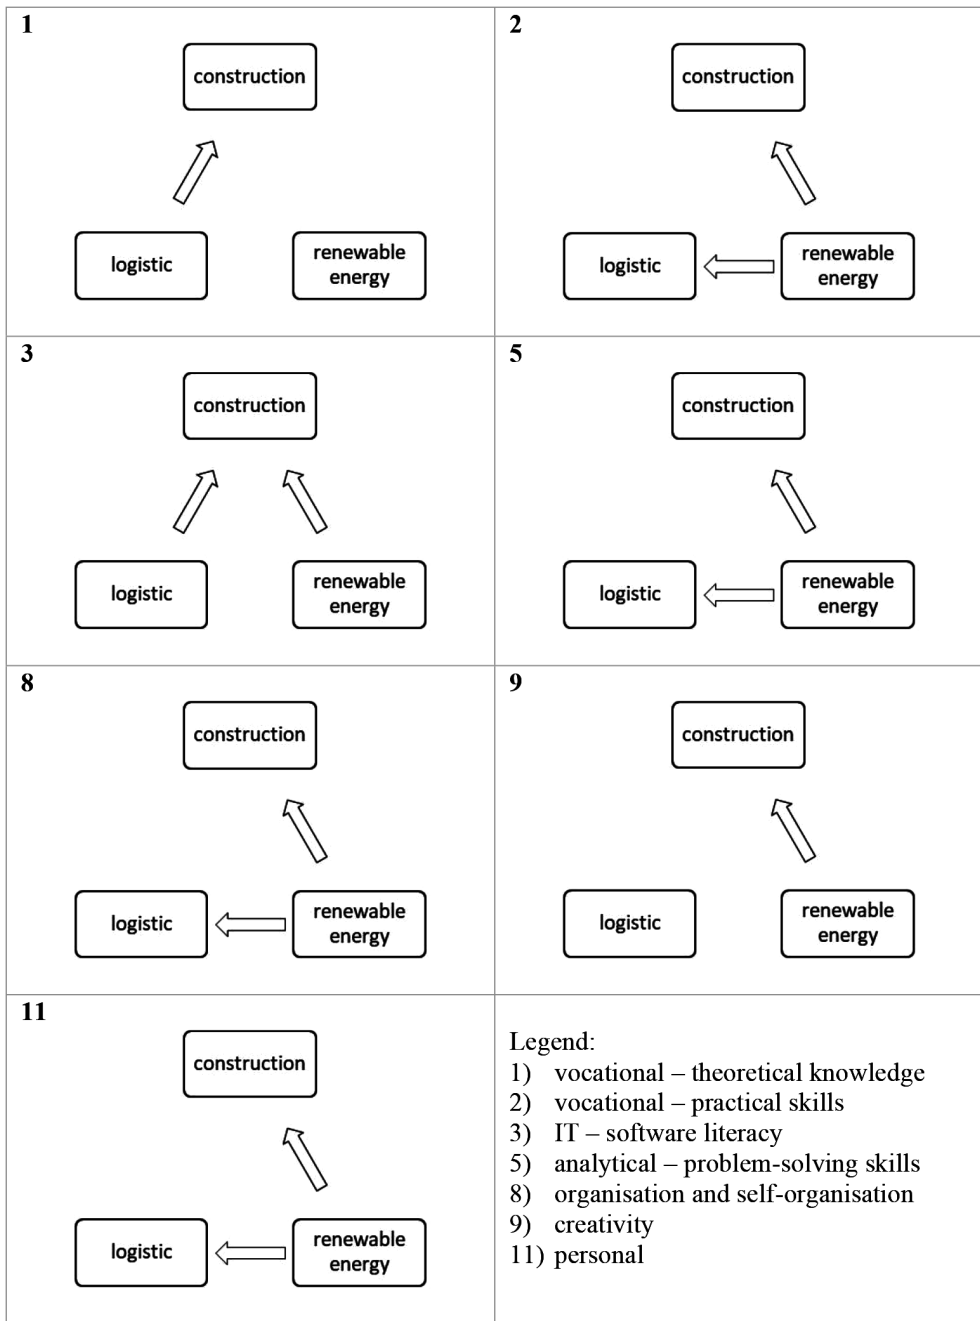 1
construction
logistic
renewable
energy
2
construction
logistic
renewable
energy
3
construction
logistic
renewable
energy
5
construction
logistic
renewable
energy
8
construction
logistic
renewable
energy
9
construction
logistic
renewable
energy
11
construction
logistic
renewable
energy
Legend:
1) vocational – theoretical knowledge
2) vocational – practical skills
3) IT – software literacy
5) analytical – problem-solving skills
8) organisation and self-organisation
9) creativity
11) personal